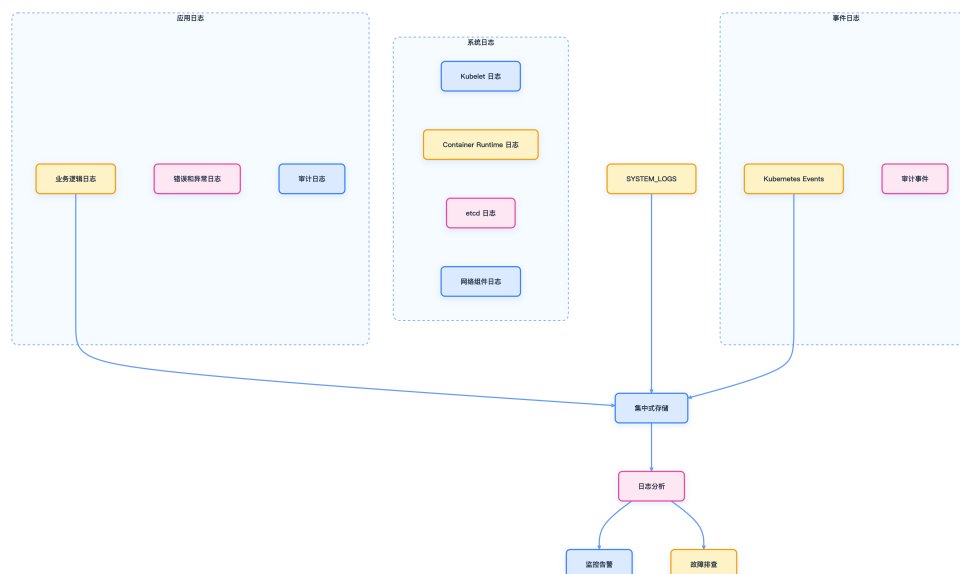 应用日志
事件日志
系统日志
Kubelet 日志
Container Runtime 日志
业务逻辑日志
错误和异常日志
审计日志
SYSTEM_LOGS
Kubernetes Events
审计事件
etcd 日志
网络组件日志
集中式存储
日志分析
监控告警
故障排查